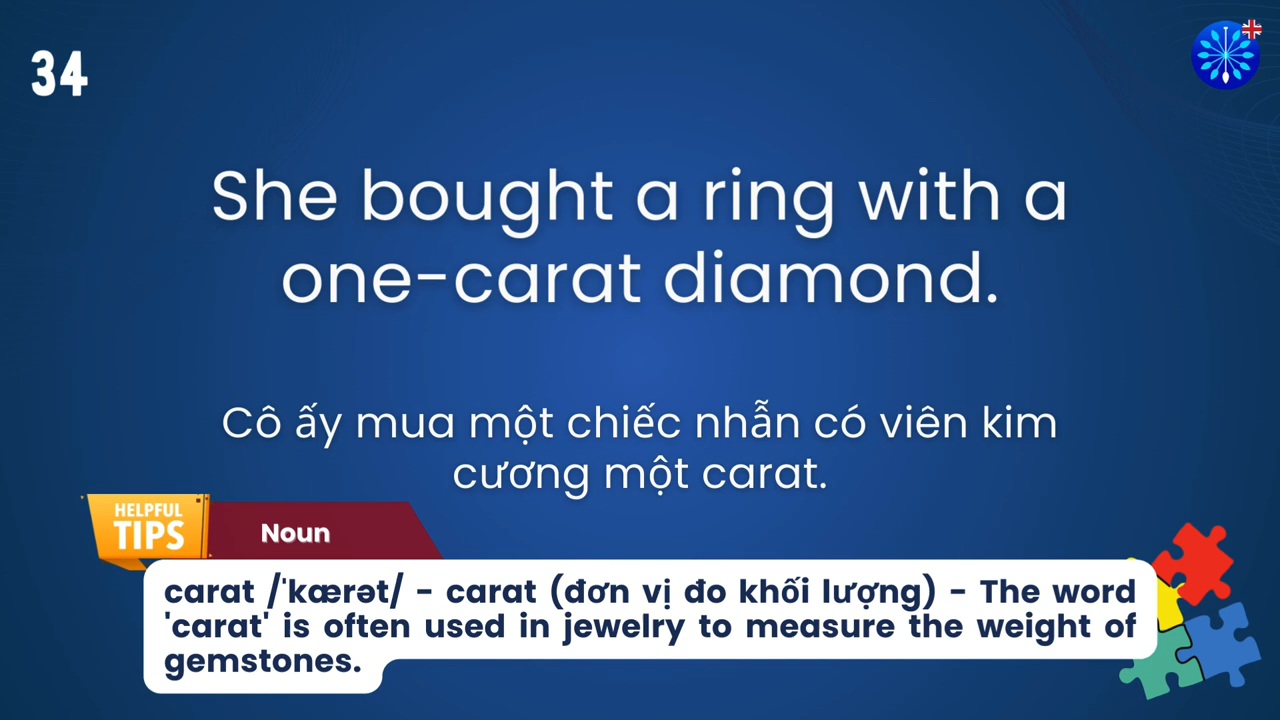 34
She bought a ring with a
one-carat diamond.
Cô ấy mua một chiếc nhẫn có viên kim
cương một carat.
HELPFUL
TIPS
Noun
carat /ˈkærət/ - carat (đơn vị đo khối lượng) - The word
'carat' is often used in jewelry to measure the weight of
gemstones.